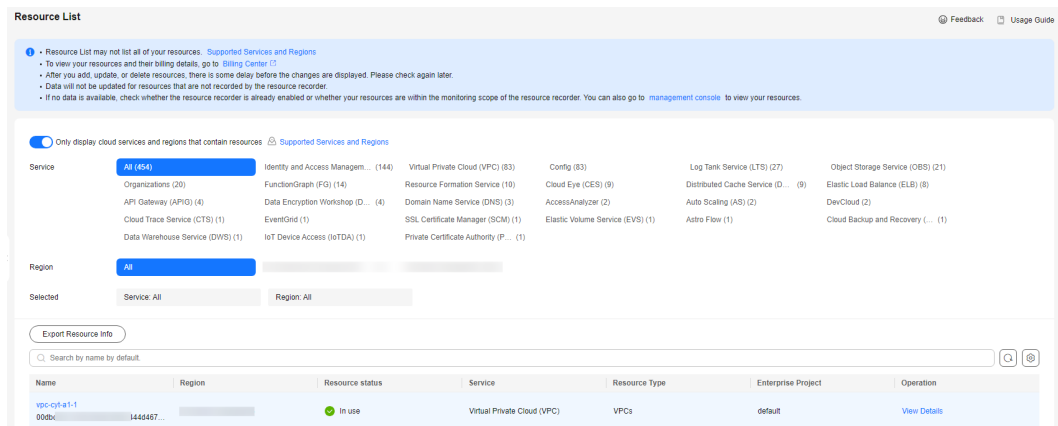 Resource List
Feedback Usage Guide
• Resource List may not list all of your resources. Supported Services and Regions
• To view your resources and their billing details, go to Billing Center
• After you add, update, or delete resources, there is some delay before the changes are displayed. Please check again later.
• Data will not be updated for resources that are not recorded by the resource recorder.
• If no data is available, check whether the resource recorder is already enabled or whether your resources are within the monitoring scope of the resource recorder. You can also go to management console to view your resources.
Only display cloud services and regions that contain resources Supported Services and Regions
Service All (454) Identity and Access Managem... (144) Virtual Private Cloud (VPC) (83) Config (83) Log Tank Service (LTS) (27) Object Storage Service (OBS) (21)
Organizations (20) FunctionGraph (FG) (14) Resource Formation Service (10) Cloud Eye (CES) (9) Distributed Cache Service (D... (9) Elastic Load Balance (ELB) (8)
API Gateway (APIG) (4) Data Encryption Workshop (D... (4) Domain Name Service (DNS) (3) AccessAnalyzer (2) Auto Scaling (AS) (2) DevCloud (2)
Cloud Trace Service (CTS) (1) EventGrid (1) SSL Certificate Manager (SCM) (1) Elastic Volume Service (EVS) (1) Astro Flow (1) Cloud Backup and Recovery (... (1)
Data Warehouse Service (DWS) (1) IoT Device Access (IoTDA) (1) Private Certificate Authority (P... (1)
Region All
Selected Service: All Region: All
Export Resource Info
Search by name by default.
Name Region Resource status Service Resource Type Enterprise Project Operation
vpc-cyt-a1-1 In use Virtual Private Cloud (VPC) VPCs default View Details